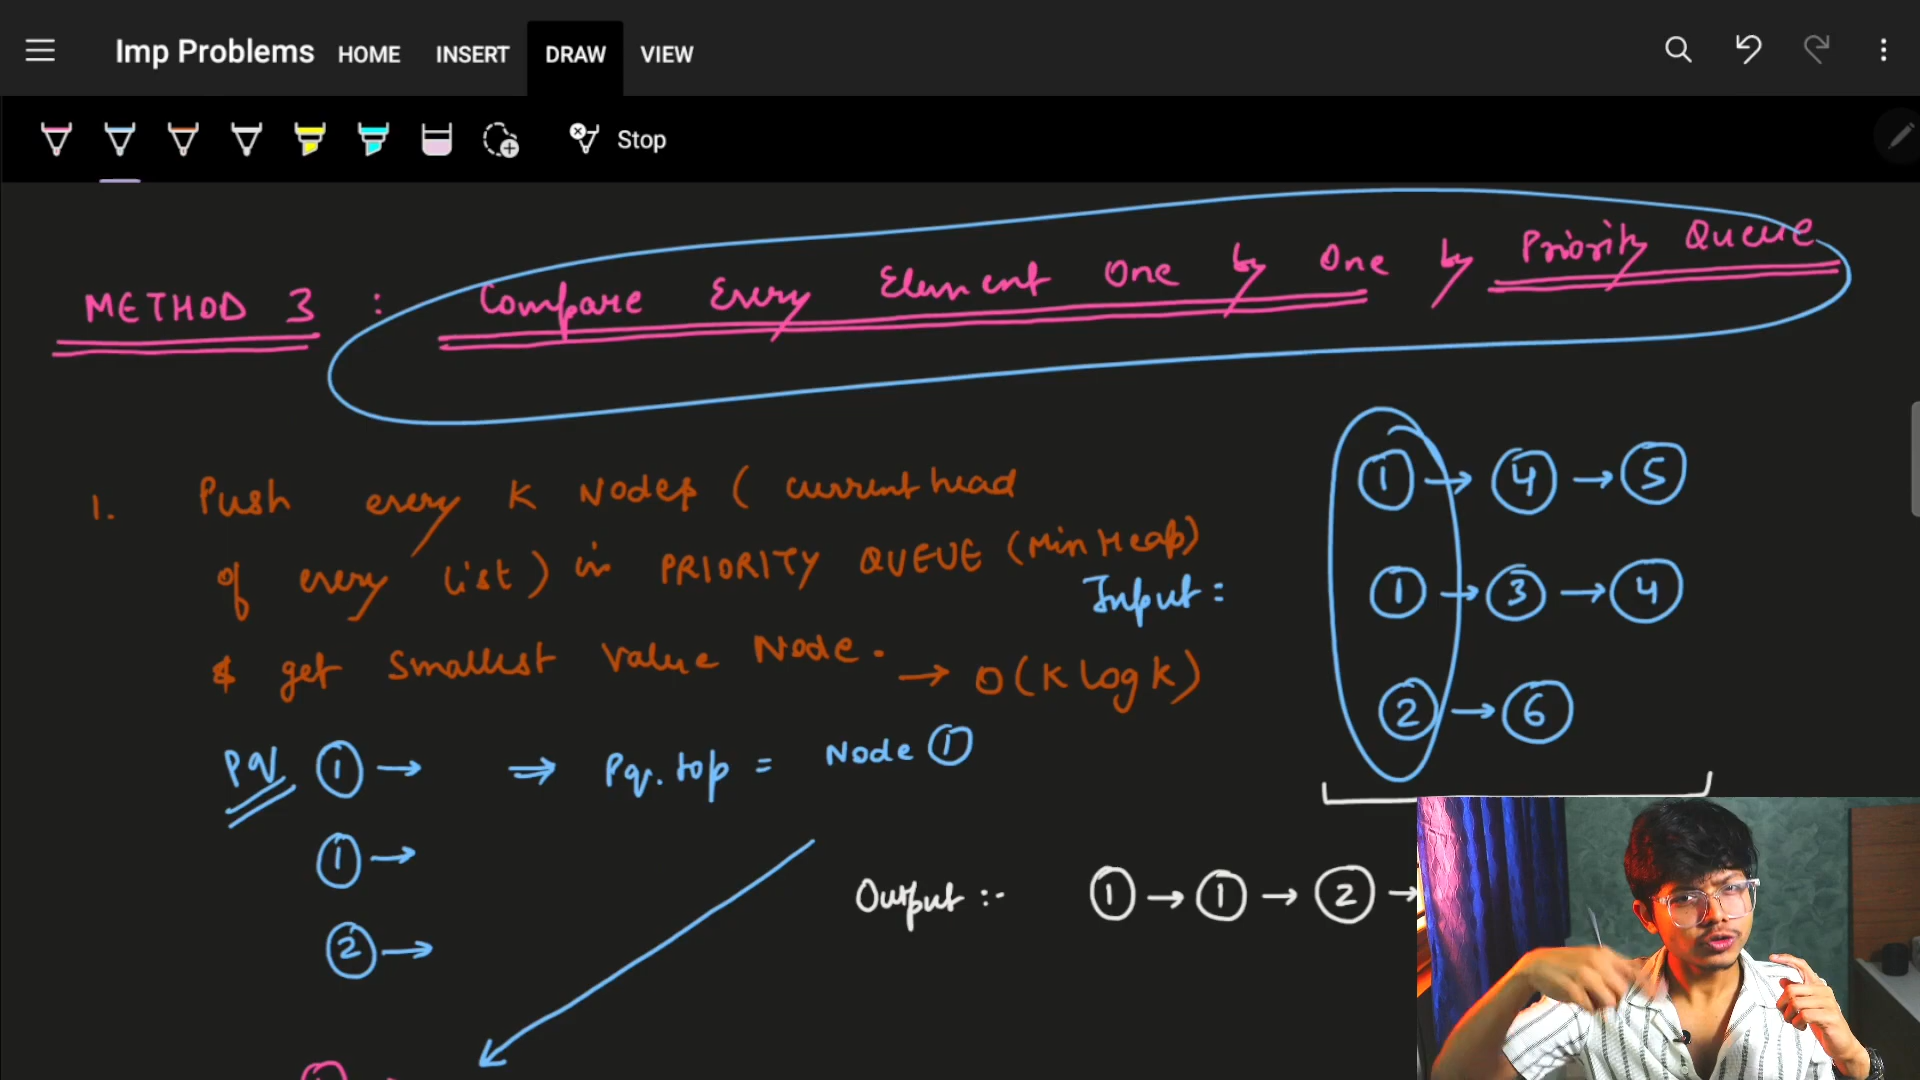 Imp Problems HOME INSERT DRAW VIEW
Stop
METHOD 3 : Compare Every Element One by One by Priority Queue
1. Push every K Nodes ( current head
of every list ) in PRIORITY QUEUE (Min Heap)
& get smallest value Node. → O(K log K)
Input :
1 → 4 → 5
1 → 3 → 4
2 → 6
Pq 1 → ⇒ Pq.top = Node 1
1 →
2 →
Output :- 1 → 1 → 2 →